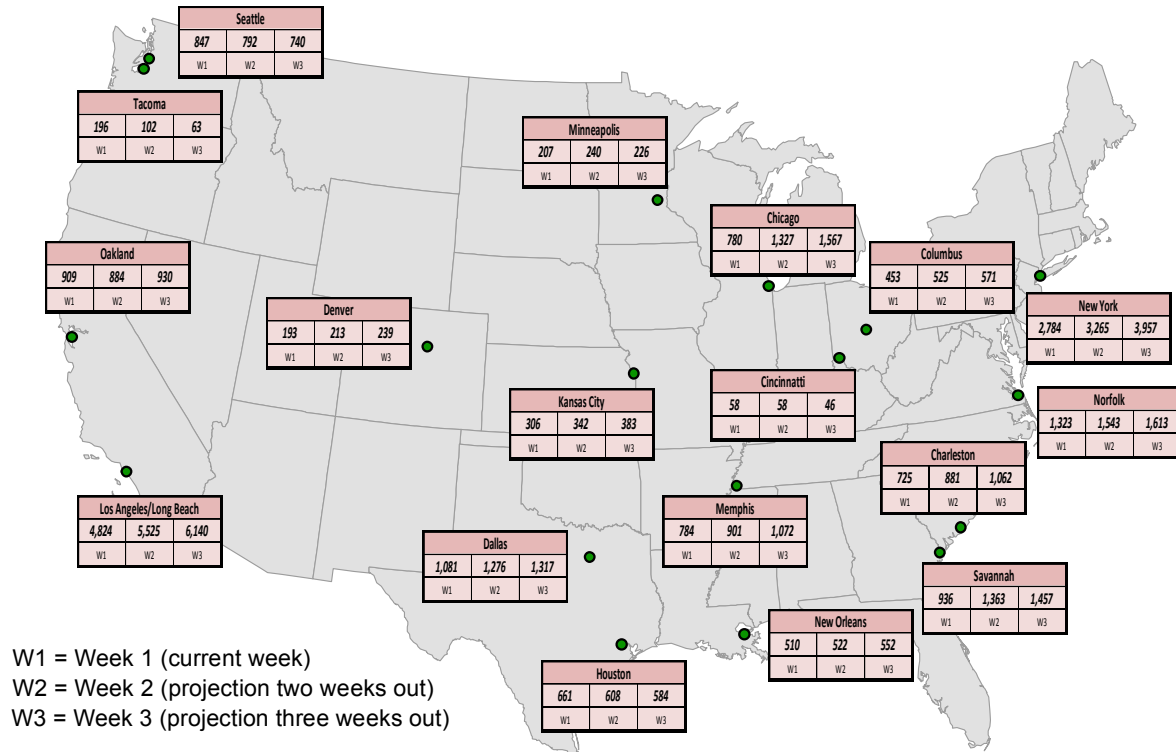 Seattle
847 792 740
W1 W2 W3
Tacoma
196 102 63
W1 W2 W3
Minneapolis
207 240 226
W1 W2 W3
Chicago
780 1,327 1,567
W1 W2 W3
Oakland
909 884 930
W1 W2 W3
Columbus
453 525 571
W1 W2 W3
Denver
193 213 239
W1 W2 W3
New York
2,784 3,265 3,957
W1 W2 W3
Kansas City
306 342 383
W1 W2 W3
Cincinnatti
58 58 46
W1 W2 W3
Norfolk
1,323 1,543 1,613
W1 W2 W3
Charleston
725 881 1,062
W1 W2 W3
Los Angeles/Long Beach
4,824 5,525 6,140
W1 W2 W3
Memphis
784 901 1,072
W1 W2 W3
Dallas
1,081 1,276 1,317
W1 W2 W3
Savannah
936 1,363 1,457
W1 W2 W3
New Orleans
510 522 552
W1 W2 W3
Houston
661 608 584
W1 W2 W3
W1 = Week 1 (current week)
W2 = Week 2 (projection two weeks out)
W3 = Week 3 (projection three weeks out)